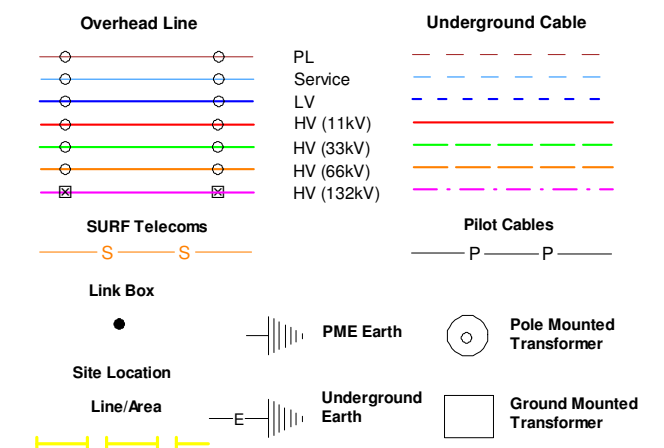 Overhead Line
Underground Cable
PL
Service
LV
HV (11kV)
HV (33kV)
HV (66kV)
HV (132kV)
SURF Telecoms
S S
Pilot Cables
P P
Link Box
PME Earth
Pole Mounted
Transformer
Site Location
Line/Area
E
Underground
Earth
Ground Mounted
Transformer